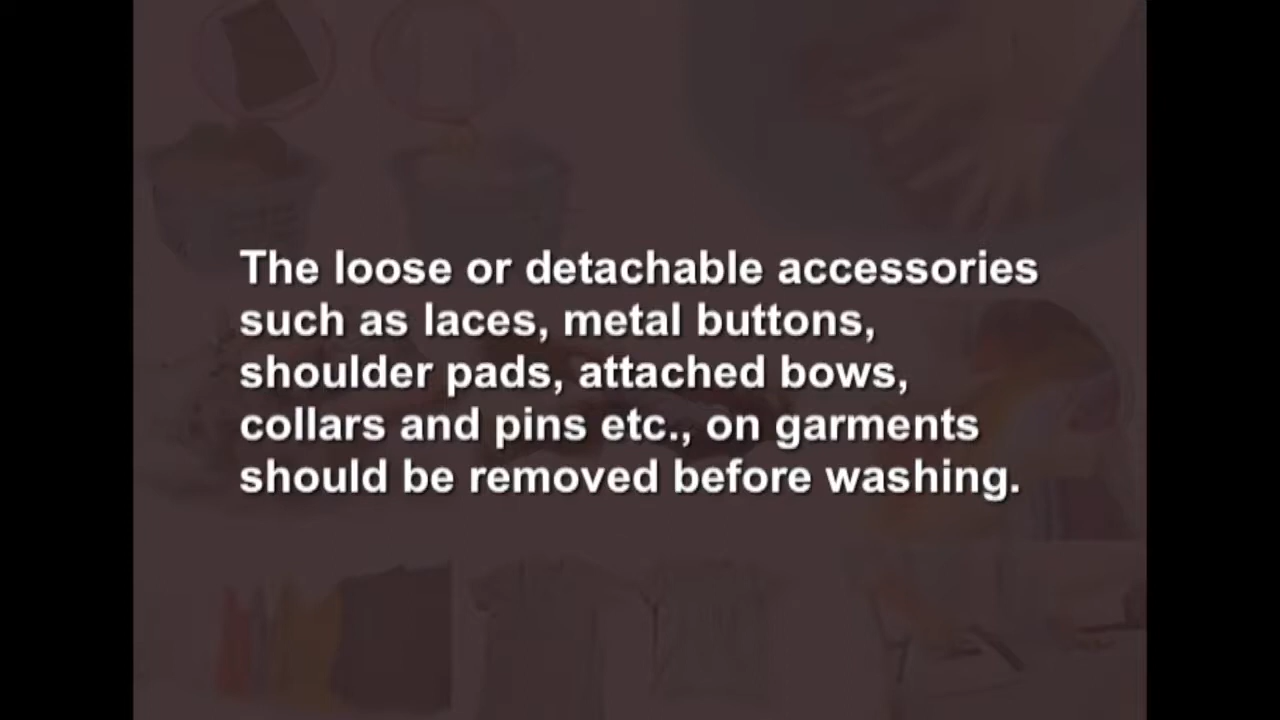 The loose or detachable accessories
such as laces, metal buttons,
shoulder pads, attached bows,
collars and pins etc., on garments
should be removed before washing.